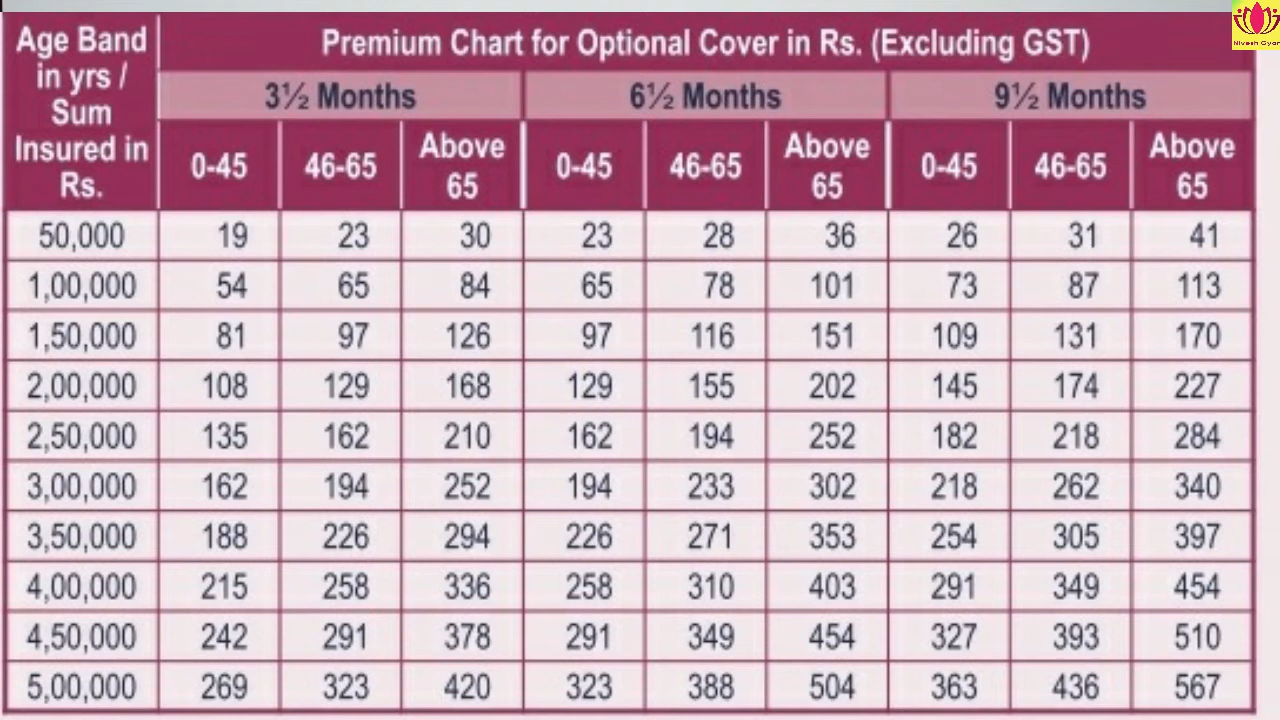 Age Band
in yrs /
Sum
Insured in
Rs.
Premium Chart for Optional Cover in Rs. (Excluding GST)
3½ Months 6½ Months 9½ Months
0-45 46-65 Above 65 0-45 46-65 Above 65 0-45 46-65 Above 65
50,000 19 23 30 23 28 36 26 31 41
1,00,000 54 65 84 65 78 101 73 87 113
1,50,000 81 97 126 97 116 151 109 131 170
2,00,000 108 129 168 129 155 202 145 174 227
2,50,000 135 162 210 162 194 252 182 218 284
3,00,000 162 194 252 194 233 302 218 262 340
3,50,000 188 226 294 226 271 353 254 305 397
4,00,000 215 258 336 258 310 403 291 349 454
4,50,000 242 291 378 291 349 454 327 393 510
5,00,000 269 323 420 323 388 504 363 436 567
Nivesh Gyan